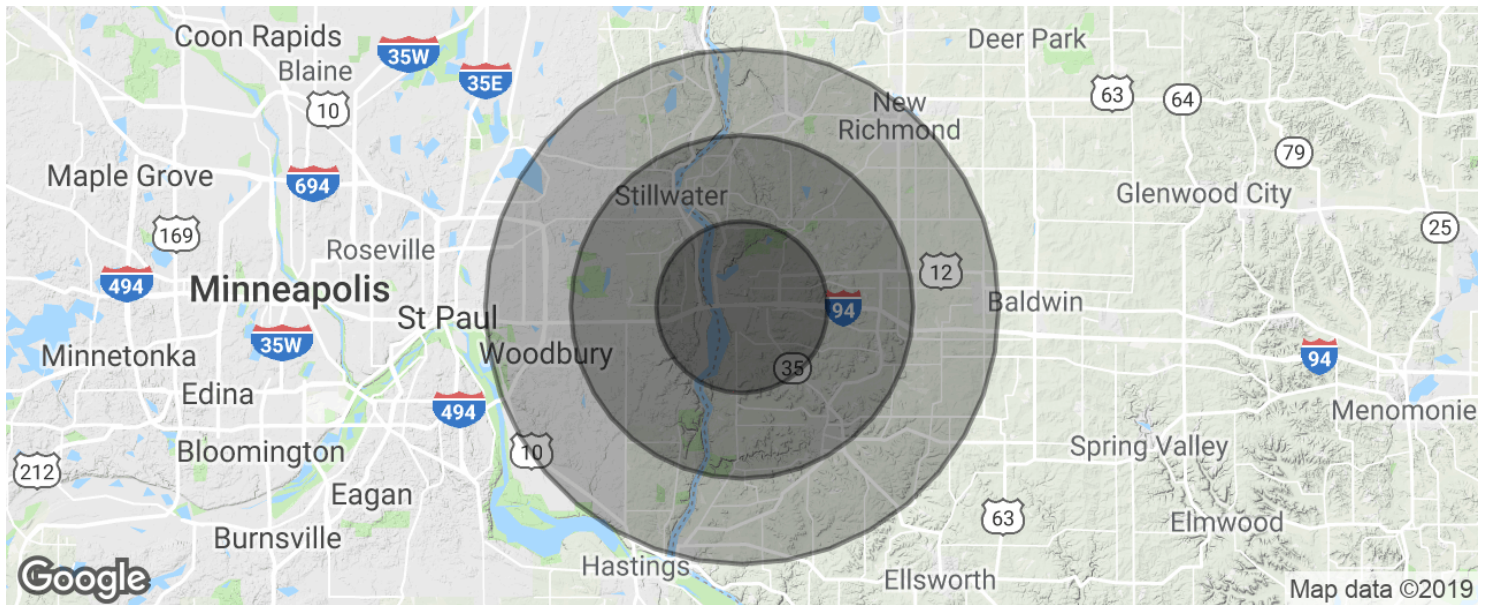 Coon Rapids
35W
Deer Park
Blaine
35E
10
63
64
New
Richmond
79
Maple Grove
694
Stillwater
Glenwood City
169
25
Roseville
12
494
Minneapolis
Baldwin
94
St Paul
35W
Woodbury
Minnetonka
94
35
Edina
494
Menomonie
Bloomington
10
Spring Valley
212
Eagan
63
Elmwood
Burnsville
Hastings
Ellsworth
Google
Map data ©2019